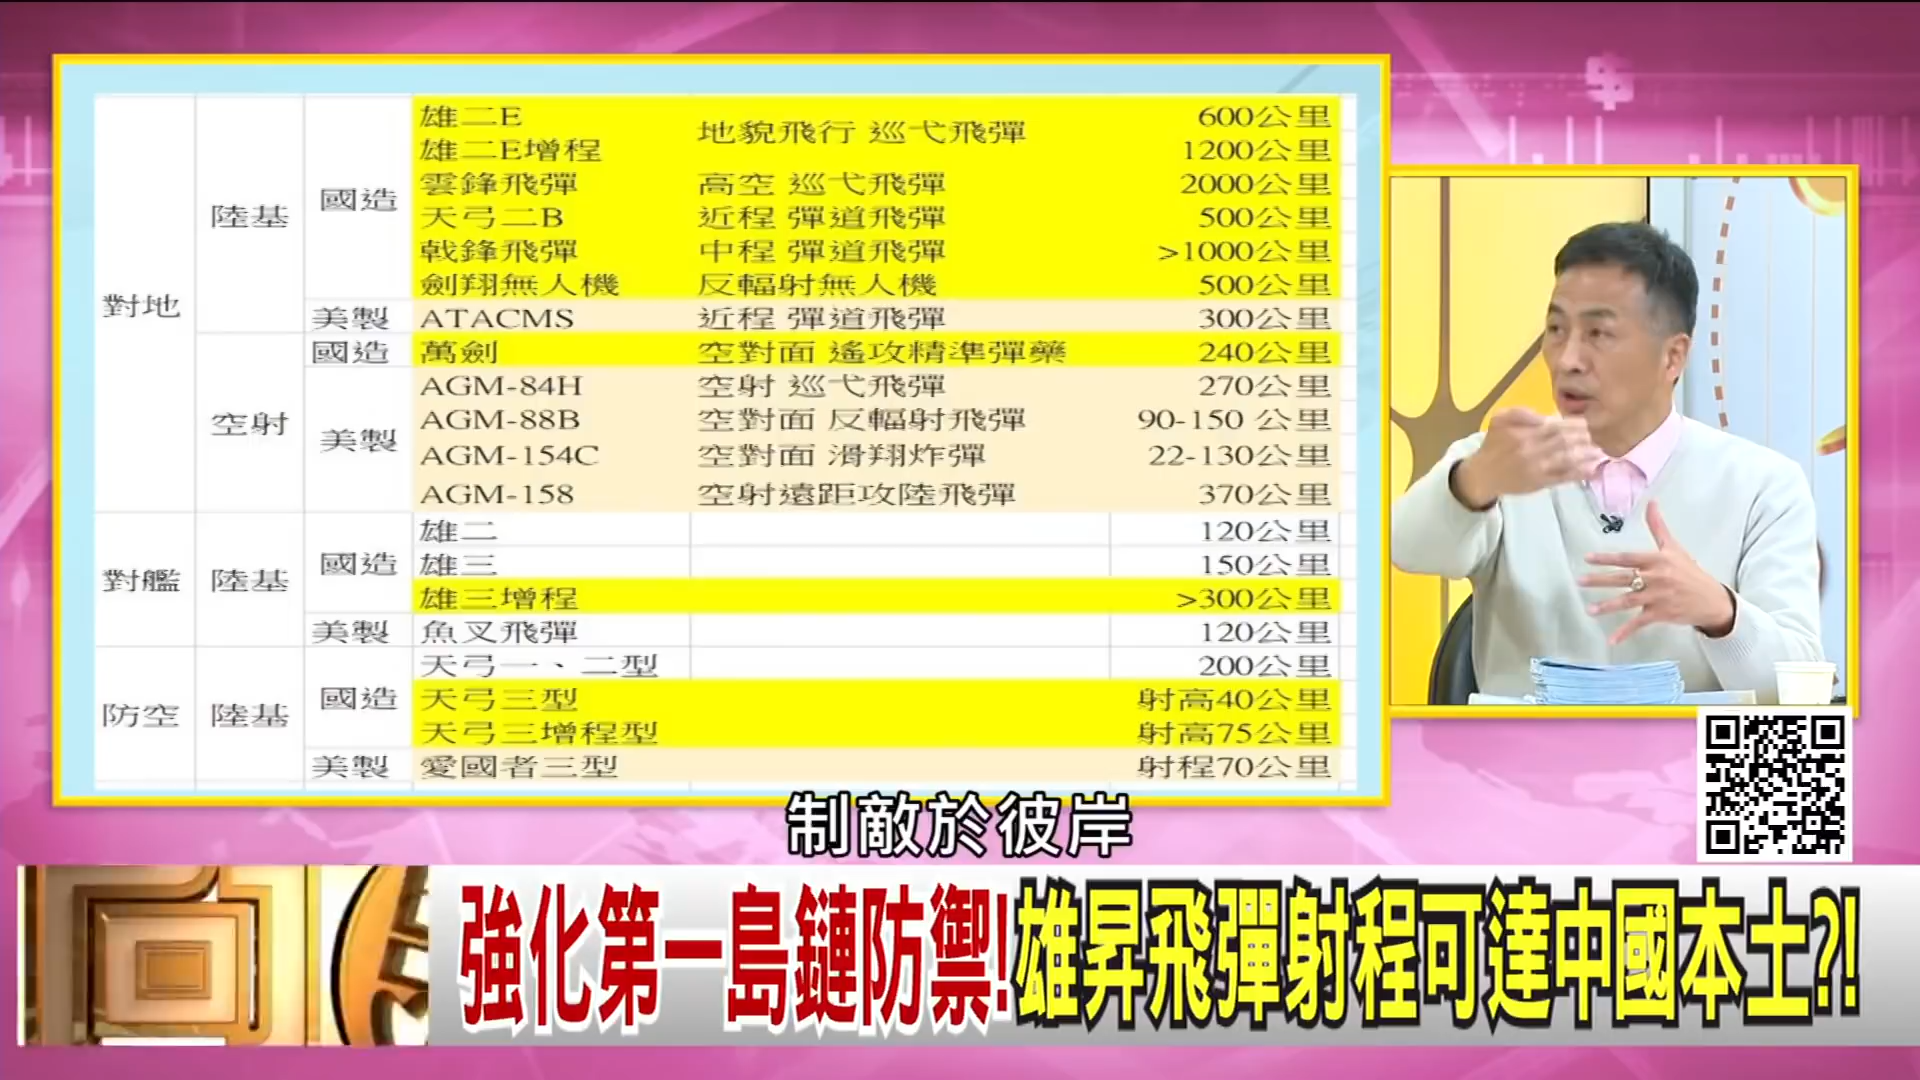 對地 陸基 國造 雄二E 地貌飛行 巡弋飛彈 600公里
雄二E增程 1200公里
雲鋒飛彈 高空 巡弋飛彈 2000公里
天弓二B 近程 彈道飛彈 500公里
戟鋒飛彈 中程 彈道飛彈 >1000公里
劍翔無人機 反輻射無人機 500公里
美製 ATACMS 近程 彈道飛彈 300公里
空射 國造 萬劍 空對面 遙攻精準彈藥 240公里
美製 AGM-84H 空射 巡弋飛彈 270公里
AGM-88B 空對面 反輻射飛彈 90-150 公里
AGM-154C 空對面 滑翔炸彈 22-130公里
AGM-158 空射遠距攻陸飛彈 370公里
對艦 陸基 國造 雄二 120公里
雄三 150公里
雄三增程 >300公里
美製 魚叉飛彈 120公里
防空 陸基 國造 天弓一、二型 200公里
天弓三型 射高40公里
天弓三增程型 射高75公里
美製 愛國者三型 射程70公里
制敵於彼岸
強化第一島鏈防禦!雄昇飛彈射程可達中國本土?!